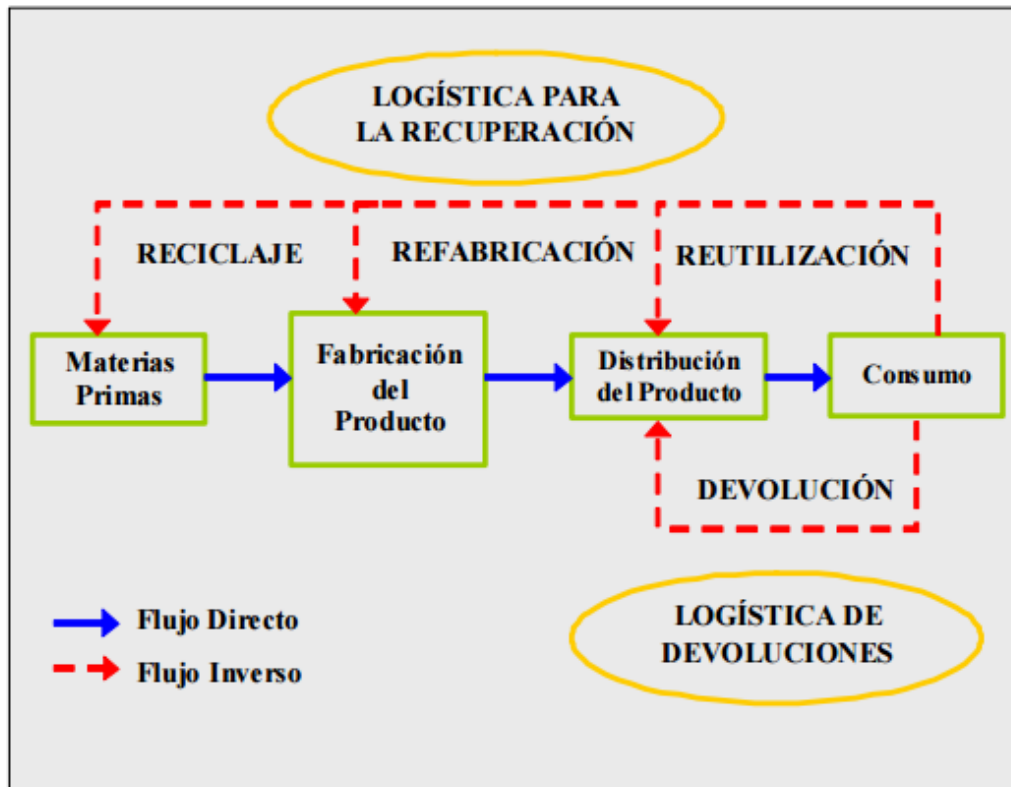 LOGÍSTICA PARA
LA RECUPERACIÓN
RECICLAJE
REFABRICACIÓN
REUTILIZACIÓN
Materias
Primas
Fabricación
del
Producto
Distribución
del Producto
Consumo
DEVOLUCIÓN
Flujo Directo
Flujo Inverso
LOGÍSTICA DE
DEVOLUCIONES